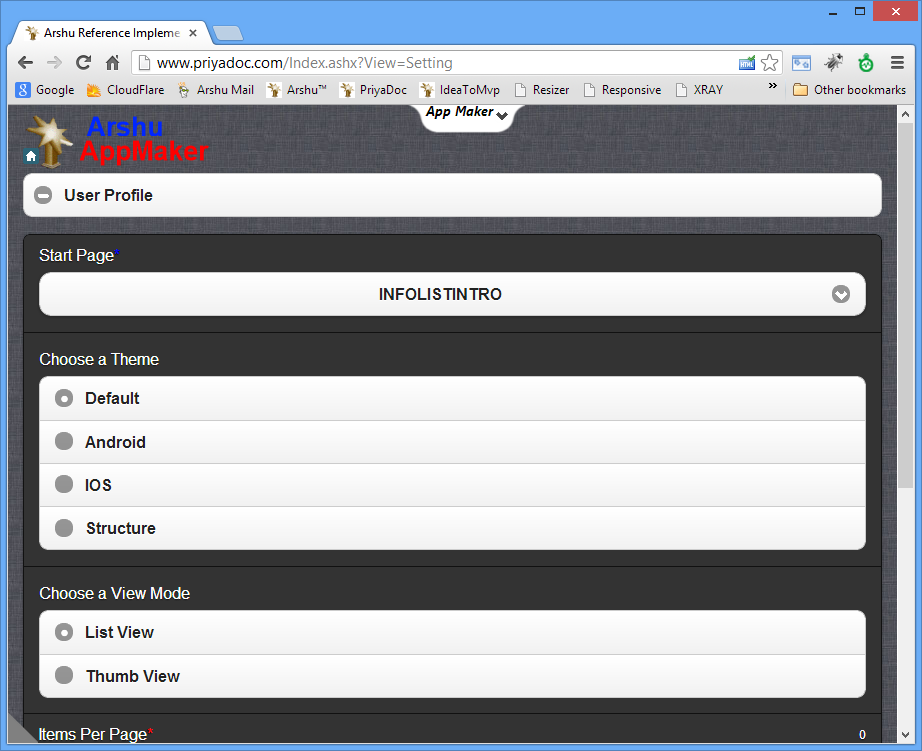 Arshu Reference Impleme
www.priyadoc.com/Index.ashx?View=Setting
Google CloudFlare Arshu Mail Arshu™ PriyaDoc IdeaToMvp Resizer Responsive XRAY » Other bookmarks
App Maker
Arshu
AppMaker
User Profile
Start Page*
INFOLISTINTRO
Choose a Theme
Default
Android
IOS
Structure
Choose a View Mode
List View
Thumb View
Items Per Page* 0